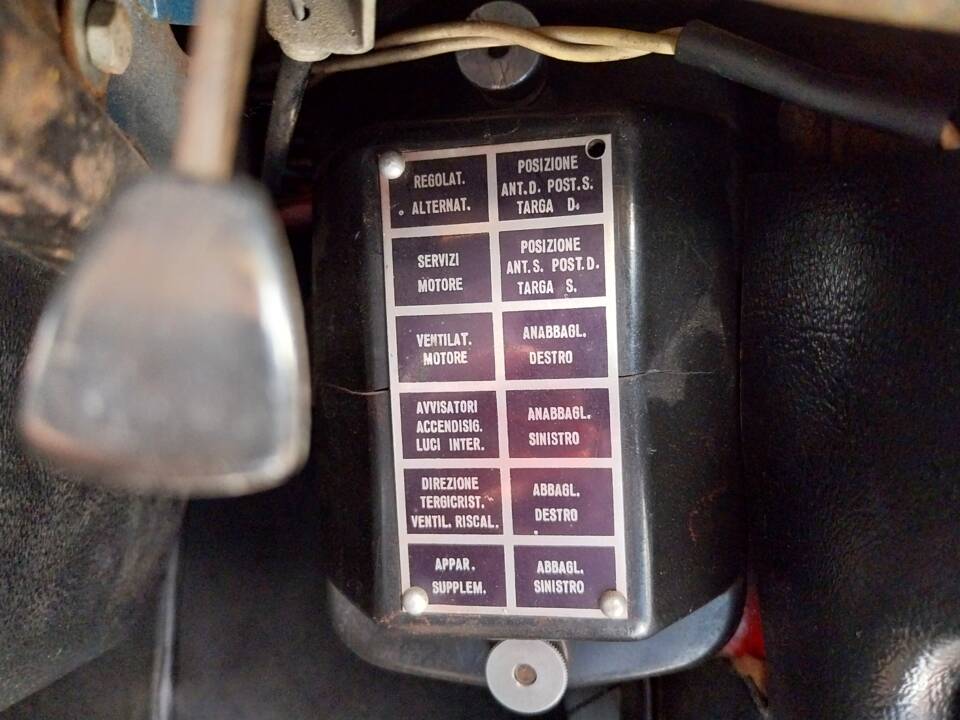 REGOLAT.
ALTERNAT.
POSIZIONE
ANT.D. POST.S.
TARGA D.
SERVIZI
MOTORE
POSIZIONE
ANT.S. POST.D.
TARGA S.
VENTILAT.
MOTORE
ANABBAGL.
DESTRO
AVVISATORI
ACCENDISIG.
LUCI INTER.
ANABBAGL.
SINISTRO
DIREZIONE
TERGICRIST.
VENTIL. RISCAL.
ABBAGL.
DESTRO
APPAR.
SUPPLEM.
ABBAGL.
SINISTRO